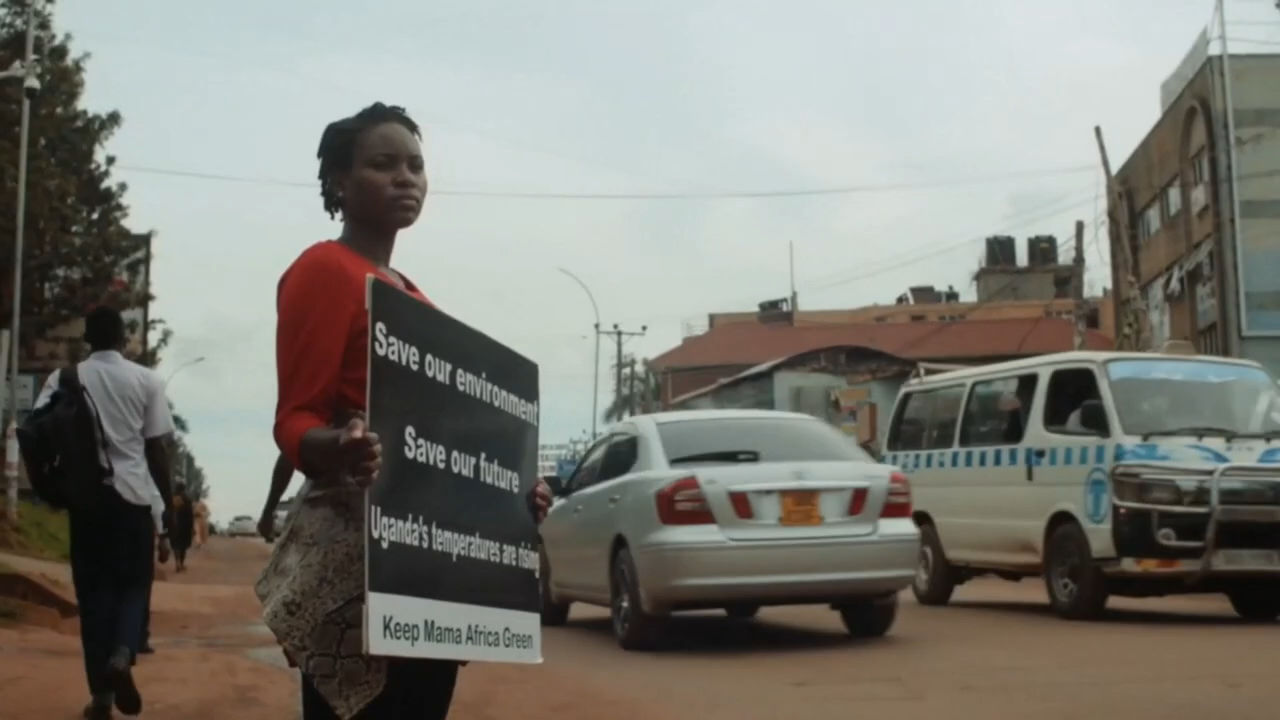 Save our environment
Save our future
Uganda's temperatures are rising
Keep Mama Africa Green